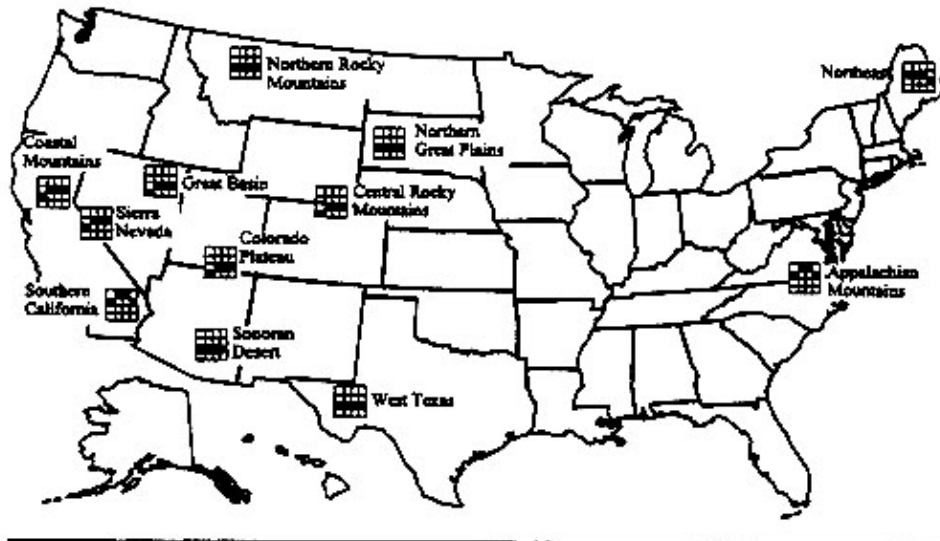 Northern Rocky
Mountains
Northeast
Northern
Great Plains
Coastal
Mountains
Great Basin
Central Rocky
Mountains
Sierra
Nevada
Colorado
Plateau
Appalachian
Mountains
Southern
California
Sonoran
Desert
West Texas